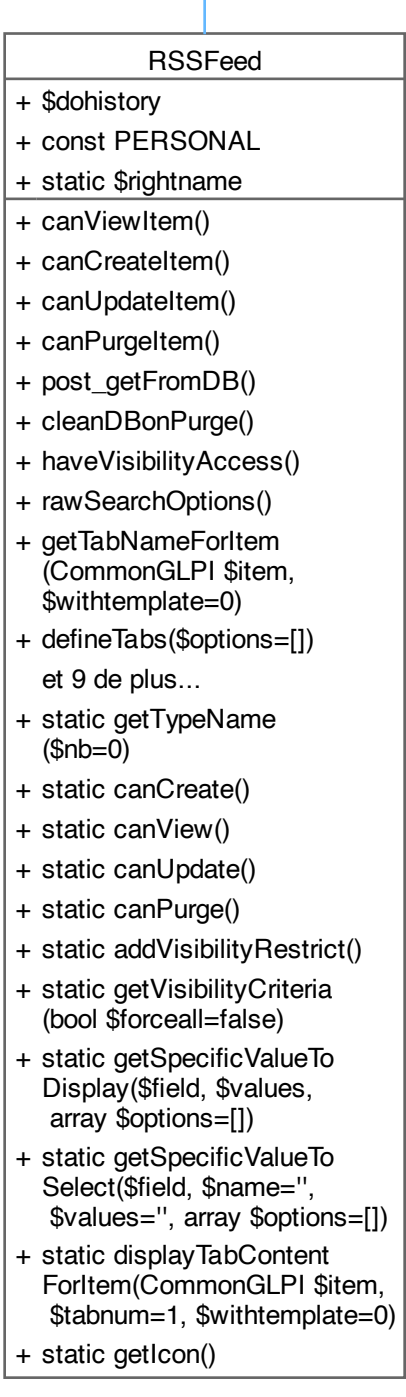 RSSFeed
+ $dohistory
+ const PERSONAL
+ static $rightname
+ canViewItem()
+ canCreateItem()
+ canUpdateItem()
+ canPurgeItem()
+ post_getFromDB()
+ cleanDBonPurge()
+ haveVisibilityAccess()
+ rawSearchOptions()
+ getTabNameForItem
(CommonGLPI $item,
$withtemplate=0)
+ defineTabs($options=[])
et 9 de plus...
+ static getTypeName
($nb=0)
+ static canCreate()
+ static canView()
+ static canUpdate()
+ static canPurge()
+ static addVisibilityRestrict()
+ static getVisibilityCriteria
(bool $forceall=false)
+ static getSpecificValueTo
Display($field, $values,
array $options=[])
+ static getSpecificValueTo
Select($field, $name='',
$values='', array $options=[])
+ static displayTabContent
ForItem(CommonGLPI $item,
$tabnum=1, $withtemplate=0)
+ static getIcon()